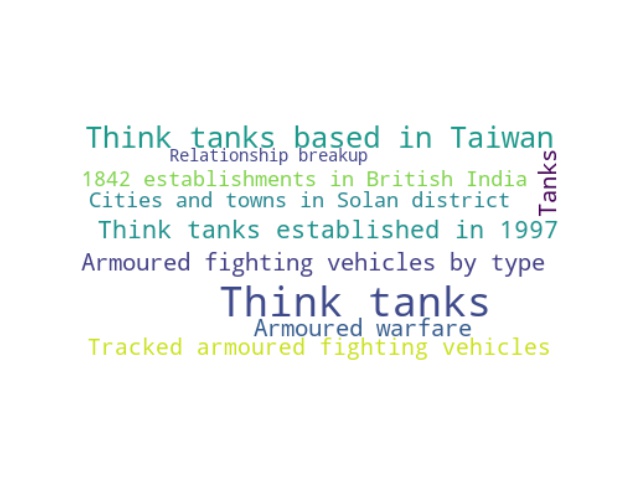 Think tanks based in Taiwan
Relationship breakup
Tanks
1842 establishments in British India
Cities and towns in Solan district
Think tanks established in 1997
Armoured fighting vehicles by type
Think tanks
Armoured warfare
Tracked armoured fighting vehicles